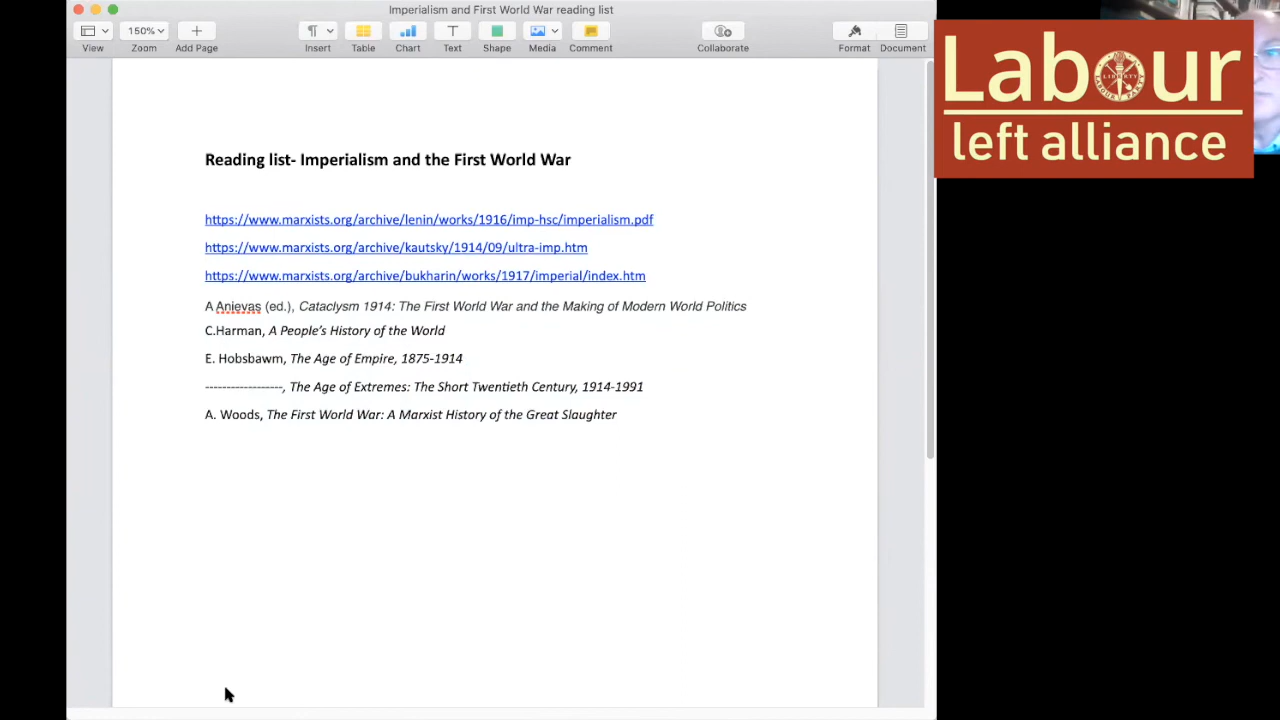 Imperialism and First World War reading list
150%
View
Zoom
Add Page
Insert
Table
Chart
Text
Shape
Media
Comment
Collaborate
Format
Document
Labour
LIBERTY
LABOUR PARTY
left alliance
Reading list- Imperialism and the First World War
https://www.marxists.org/archive/lenin/works/1916/imp-hsc/imperialism.pdf
https://www.marxists.org/archive/kautsky/1914/09/ultra-imp.htm
https://www.marxists.org/archive/bukharin/works/1917/imperial/index.htm
A Anievas (ed.), Cataclysm 1914: The First World War and the Making of Modern World Politics
C.Harman, A People’s History of the World
E. Hobsbawm, The Age of Empire, 1875-1914
------------------, The Age of Extremes: The Short Twentieth Century, 1914-1991
A. Woods, The First World War: A Marxist History of the Great Slaughter